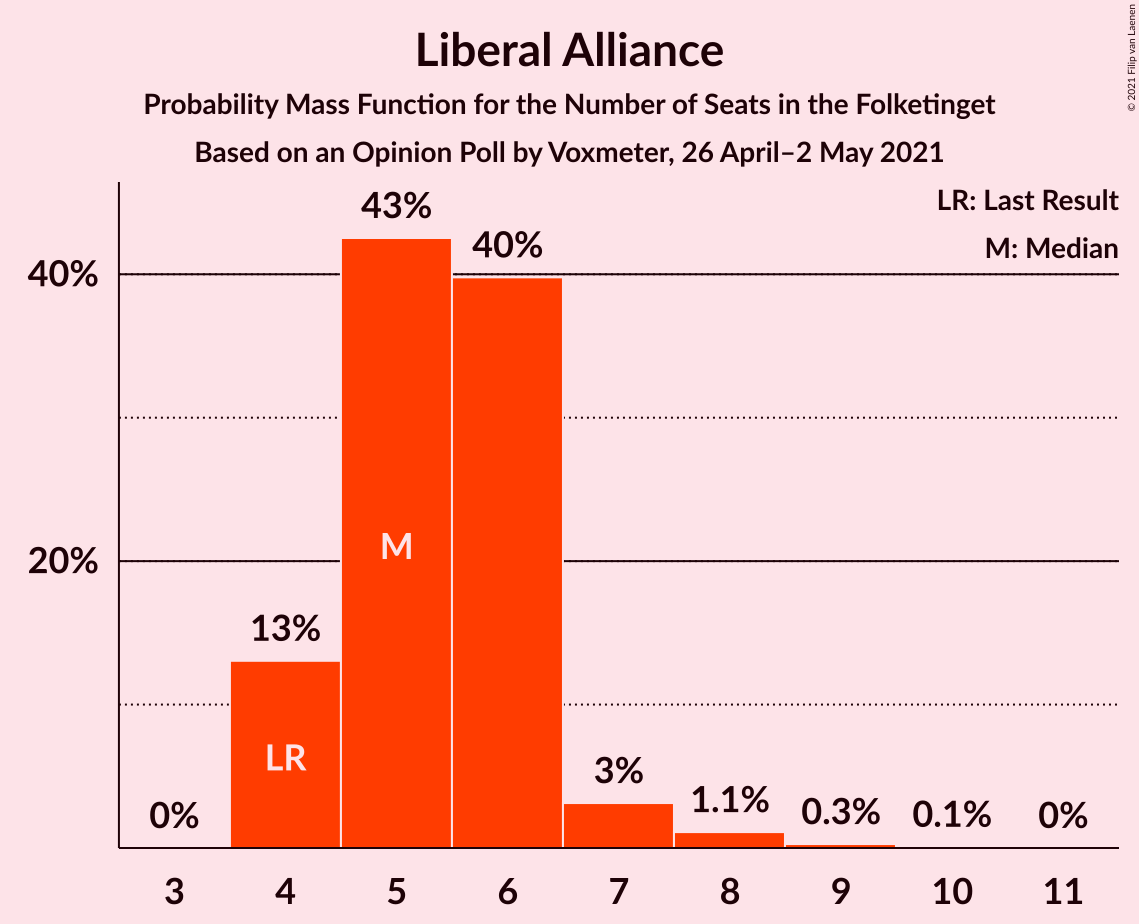 Liberal Alliance
Probability Mass Function for the Number of Seats in the Folketinget
Based on an Opinion Poll by Voxmeter, 26 April–2 May 2021
© 2021 Filip van Laenen
LR: Last Result
M: Median
43%
40%
40%
M
20%
13%
LR
3%
1.1%
0.3%
0.1%
0%
0%
3 4 5 6 7 8 9 10 11